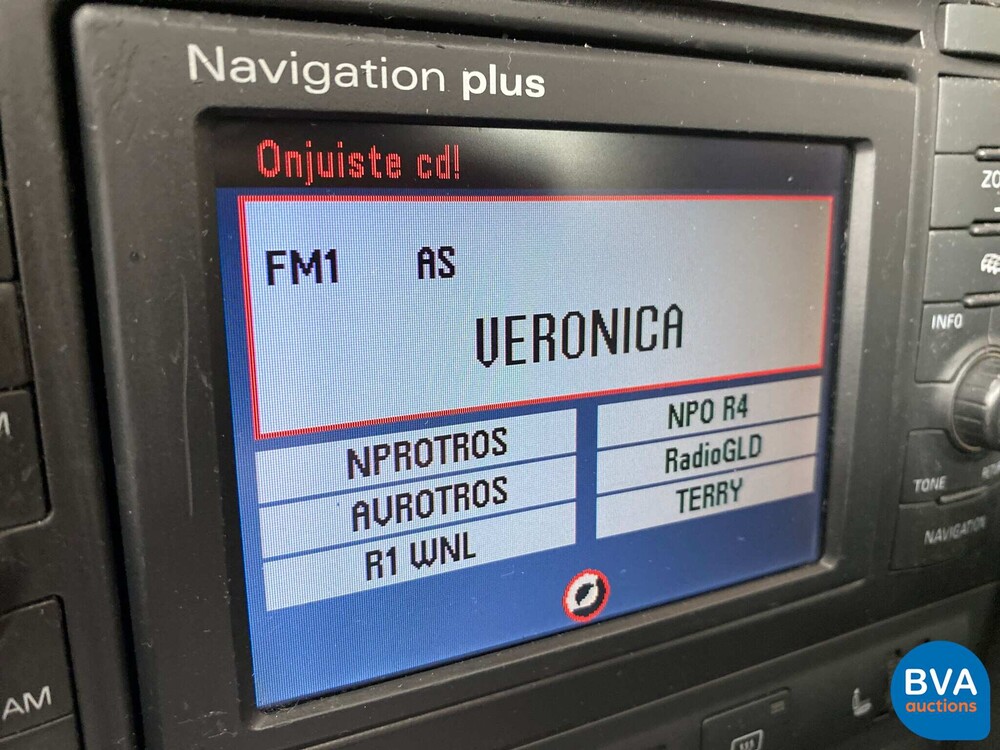 Navigation plus
Onjuiste cd!
FM1 AS
VERONICA
NPROTROS
AVROTROS
R1 WNL
NPO R4
RadioGLD
TERRY
INFO
TONE
NAVIGATION
AM
BVA
auctions